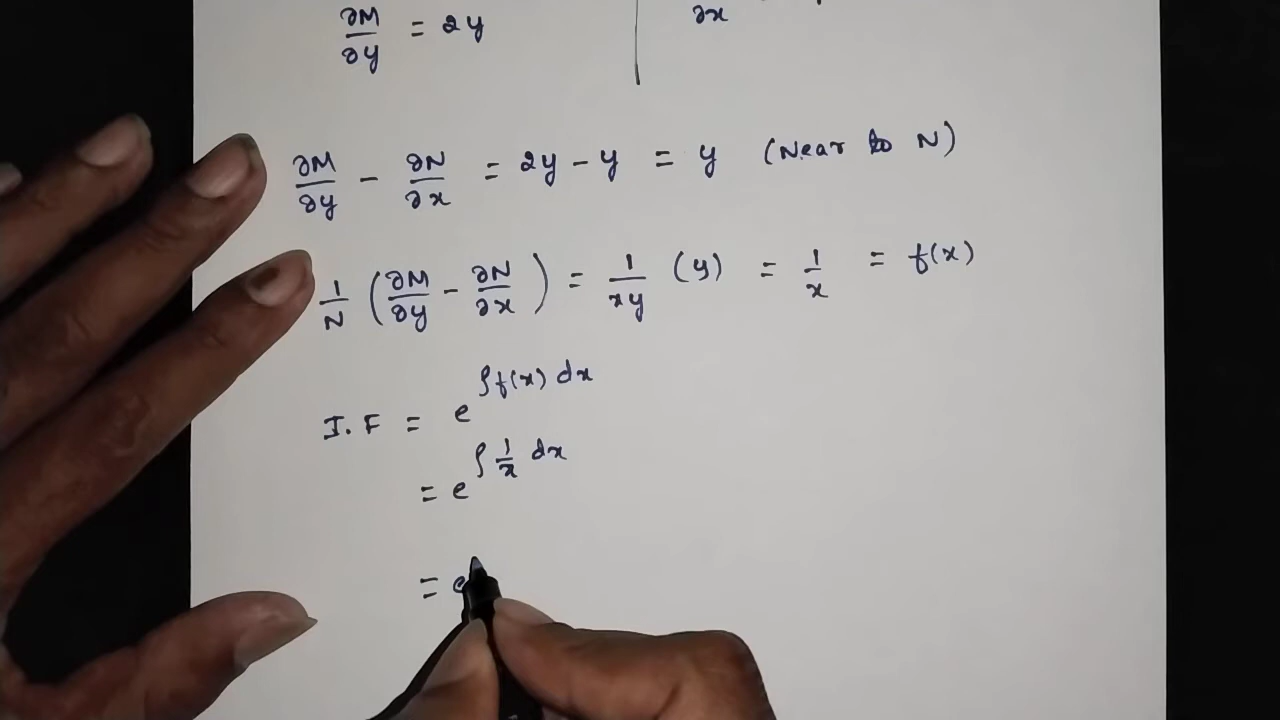 ∂M/∂y = 2y | ∂x
∂M/∂y - ∂N/∂x = 2y - y = y (Near to N)
1/N (∂M/∂y - ∂N/∂x) = 1/xy (y) = 1/x = f(x)
I.F = e^∫f(x) dx
= e^∫1/x dx
= e